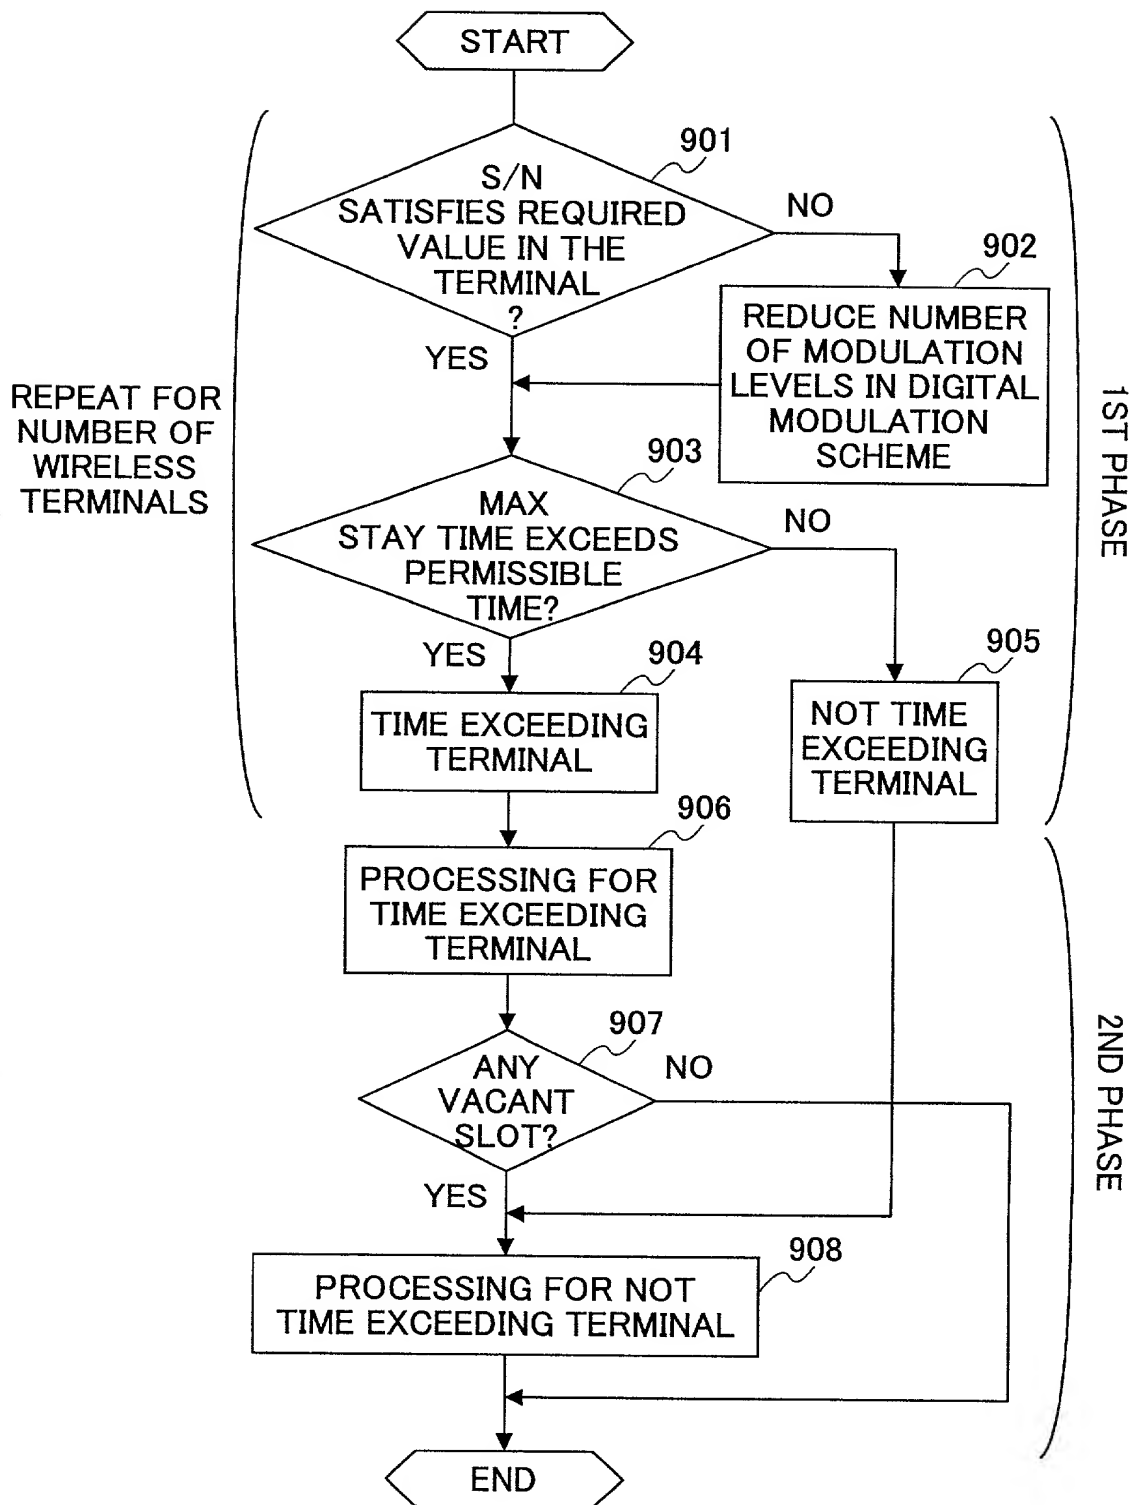 START
901
S/N
SATISFIES REQUIRED
VALUE IN THE
TERMINAL
?
NO
YES
902
REDUCE NUMBER
OF MODULATION
LEVELS IN DIGITAL
MODULATION
SCHEME
REPEAT FOR
NUMBER OF
WIRELESS
TERMINALS
1ST PHASE
903
MAX
STAY TIME EXCEEDS
PERMISSIBLE
TIME?
NO
YES
904
TIME EXCEEDING
TERMINAL
905
NOT TIME
EXCEEDING
TERMINAL
906
PROCESSING FOR
TIME EXCEEDING
TERMINAL
907
ANY
VACANT
SLOT?
NO
YES
2ND PHASE
908
PROCESSING FOR NOT
TIME EXCEEDING TERMINAL
END